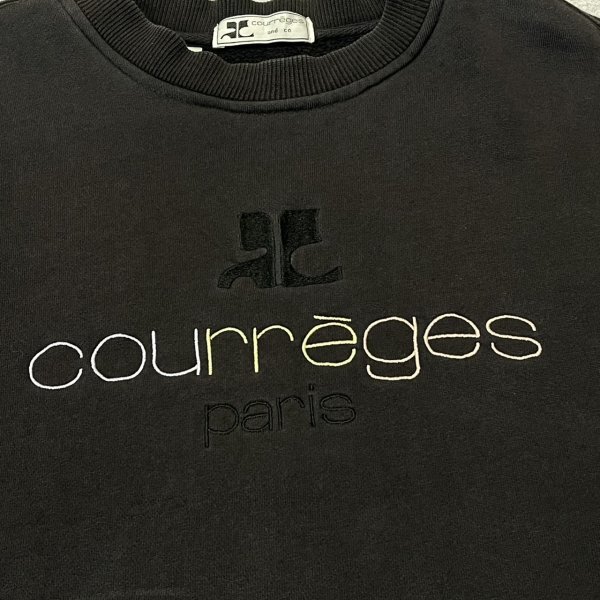 courrèges
and co
courrēges
paris